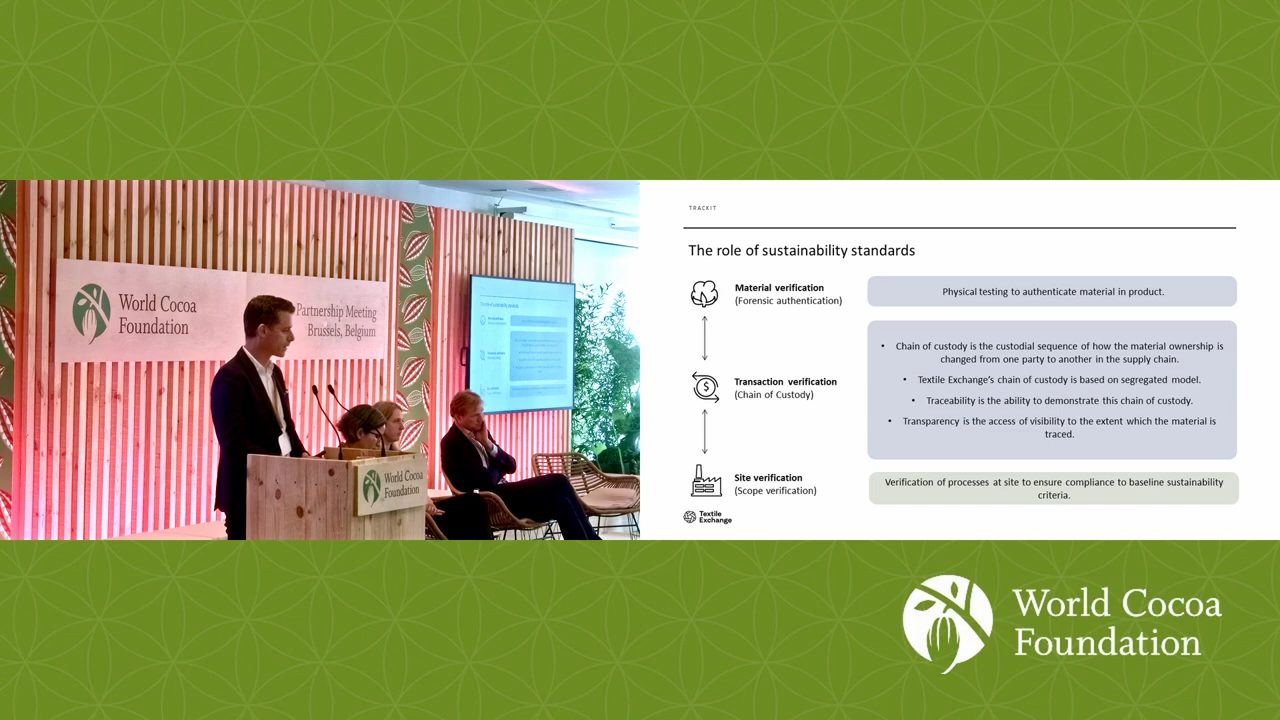 World Cocoa
Foundation
Partnership Meeting
Brussels, Belgium
World Cocoa
Foundation
TRACKIT
The role of sustainability standards
Material verification
(Forensic authentication)
Physical testing to authenticate material in product.
Transaction verification
(Chain of Custody)
• Chain of custody is the custodial sequence of how the material ownership is
changed from one party to another in the supply chain.
• Textile Exchange's chain of custody is based on segregated model.
• Traceability is the ability to demonstrate this chain of custody.
• Transparency is the access of visibility to the extent which the material is
traced.
Site verification
(Scope verification)
Verification of processes at site to ensure compliance to baseline sustainability
criteria.
Textile
Exchange
World Cocoa
Foundation